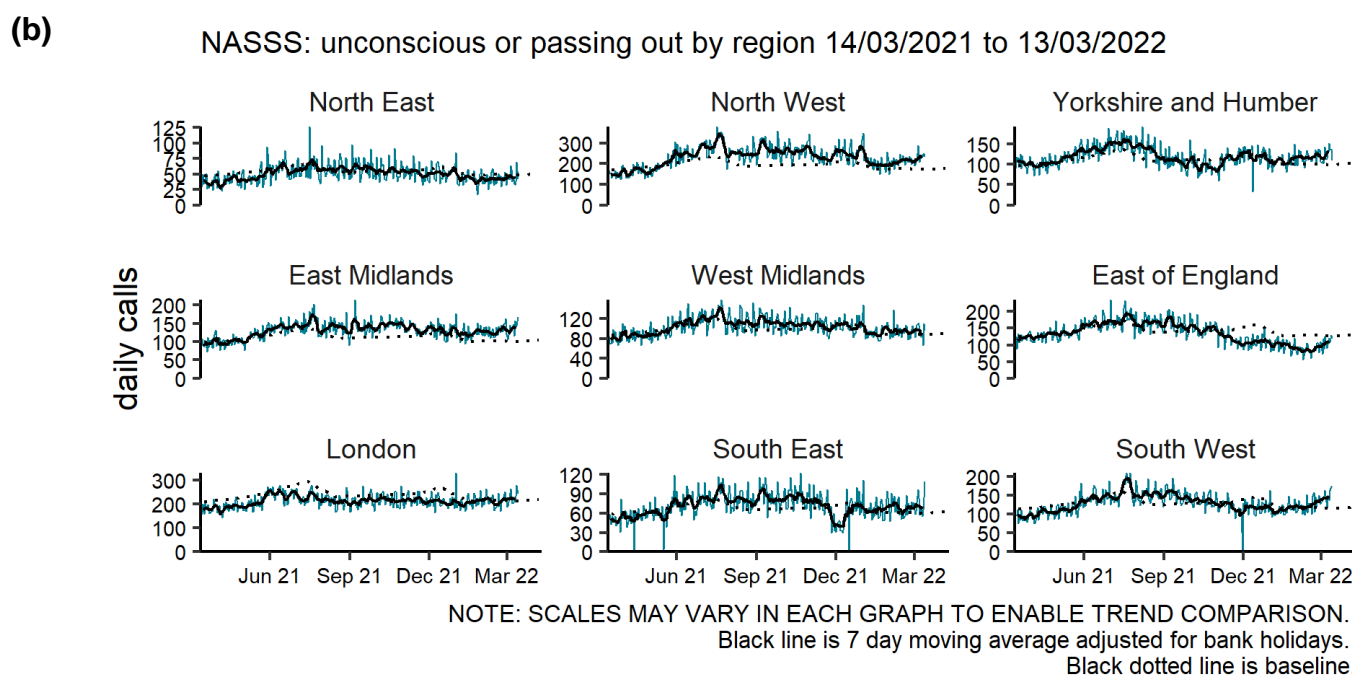 (b)
NASSS: unconscious or passing out by region 14/03/2021 to 13/03/2022
daily calls
North East
125
100
75
50
25
0
North West
300
200
100
0
Yorkshire and Humber
150
100
50
0
East Midlands
200
150
100
50
0
West Midlands
120
80
40
0
East of England
200
150
100
50
0
London
300
200
100
0
Jun 21 Sep 21 Dec 21 Mar 22
South East
120
90
60
30
0
Jun 21 Sep 21 Dec 21 Mar 22
South West
200
150
100
50
0
Jun 21 Sep 21 Dec 21 Mar 22
NOTE: SCALES MAY VARY IN EACH GRAPH TO ENABLE TREND COMPARISON.
Black line is 7 day moving average adjusted for bank holidays.
Black dotted line is baseline